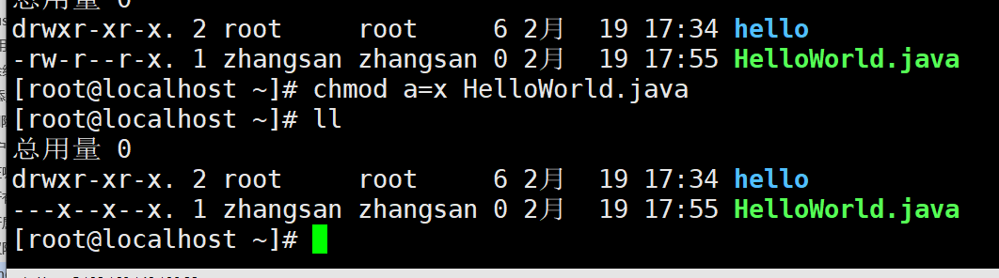 总用量 0
drwxr-xr-x. 2 root     root     6 2月  19 17:34 hello
-rw-r--r-x. 1 zhangsan zhangsan 0 2月  19 17:55 HelloWorld.java
[root@localhost ~]# chmod a=x HelloWorld.java
[root@localhost ~]# ll
总用量 0
drwxr-xr-x. 2 root     root     6 2月  19 17:34 hello
---x--x--x. 1 zhangsan zhangsan 0 2月  19 17:55 HelloWorld.java
[root@localhost ~]#